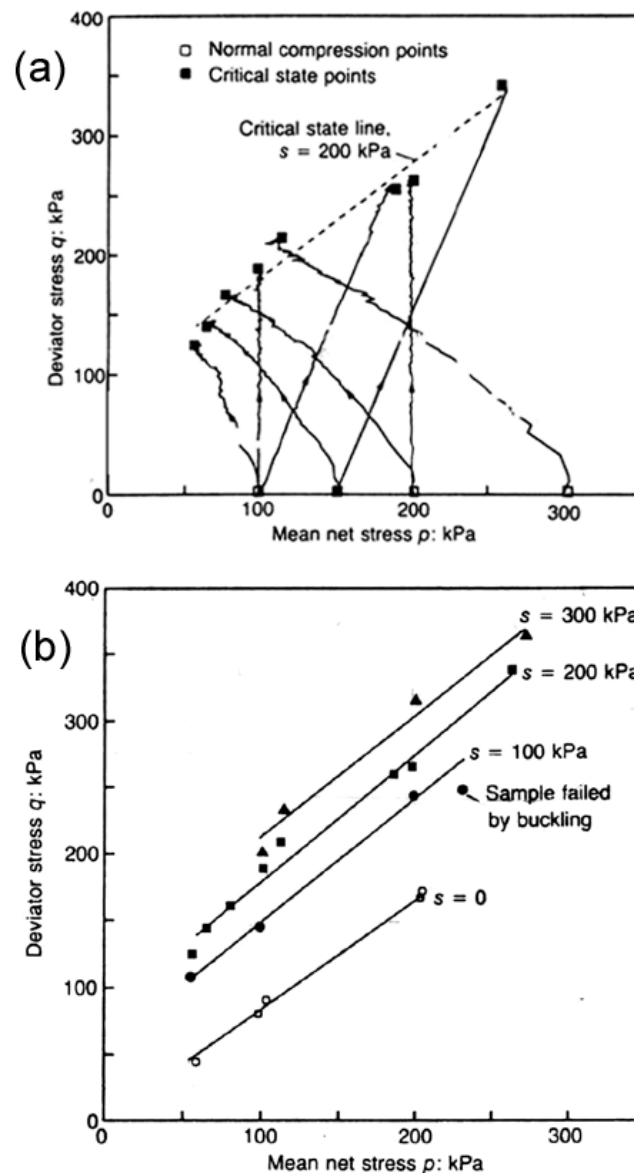 (a)
400
Normal compression points
Critical state points
Critical state line,
s = 200 kPa
300
200
100
0
Deviator stress q: kPa
100
200
300
Mean net stress p: kPa
(b)
400
s = 300 kPa
s = 200 kPa
s = 100 kPa
Sample failed
by buckling
s = 0
300
200
100
0
Deviator stress q: kPa
0
100
200
300
Mean net stress p: kPa